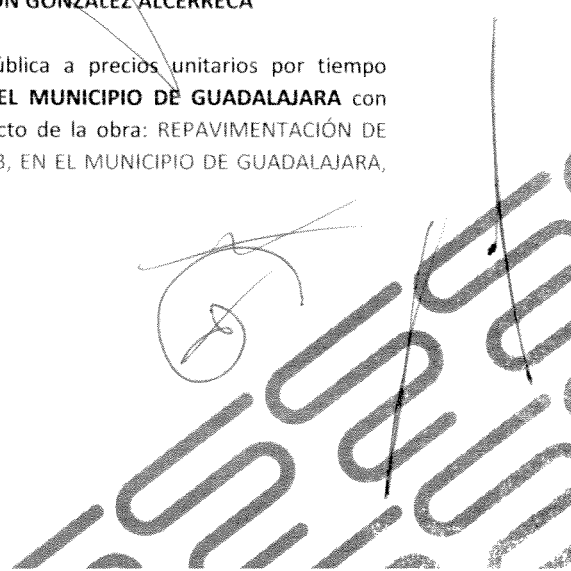 ON GONZÁLEZ ALCERRECA
ública a precios unitarios por tiempo
EL MUNICIPIO DE GUADALAJARA con
cto de la obra: REPAVIMENTACIÓN DE
3, EN EL MUNICIPIO DE GUADALAJARA,